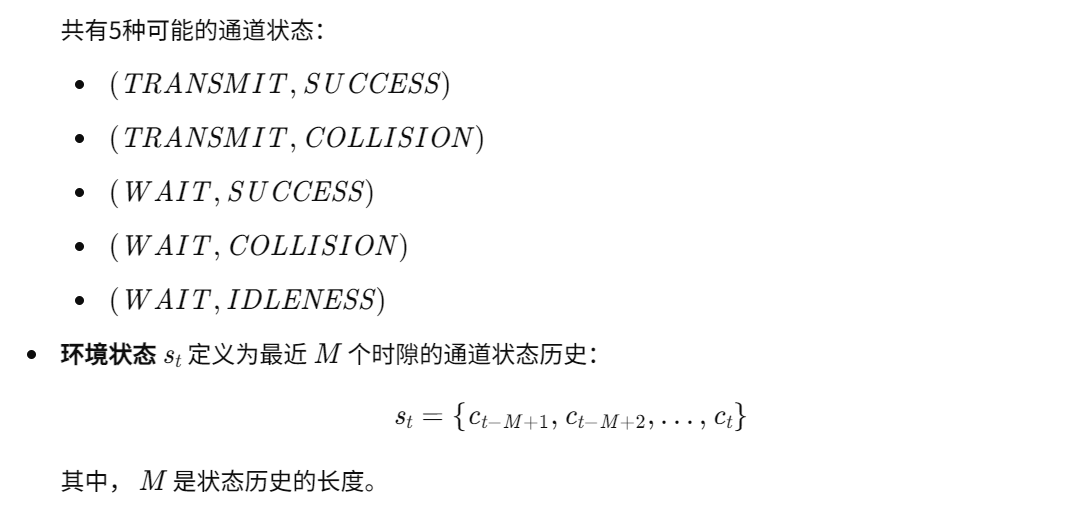 共有5种可能的通道状态：
• (TRANSMIT, SUCCESS)
• (TRANSMIT, COLLISION)
• (WAIT, SUCCESS)
• (WAIT, COLLISION)
• (WAIT, IDLENESS)
• 环境状态 s_t 定义为最近 M 个时隙的通道状态历史：
s_t = {c_{t−M+1}, c_{t−M+2}, . . . , c_t}
其中， M 是状态历史的长度。